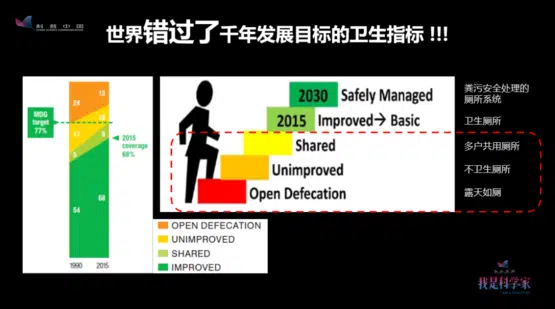 科普中国
世界错过了千年发展目标的卫生指标 !!!
24
13
MDG
target
77%
17
10
9
5
2015
coverage
68%
54
68
1990 2015
OPEN DEFECATION
UNIMPROVED
SHARED
IMPROVED
2030 Safely Managed
2015 Improved→ Basic
Shared
Unimproved
Open Defecation
粪污安全处理的
厕所系统
卫生厕所
多户共用厕所
不卫生厕所
露天如厕
我是科学家